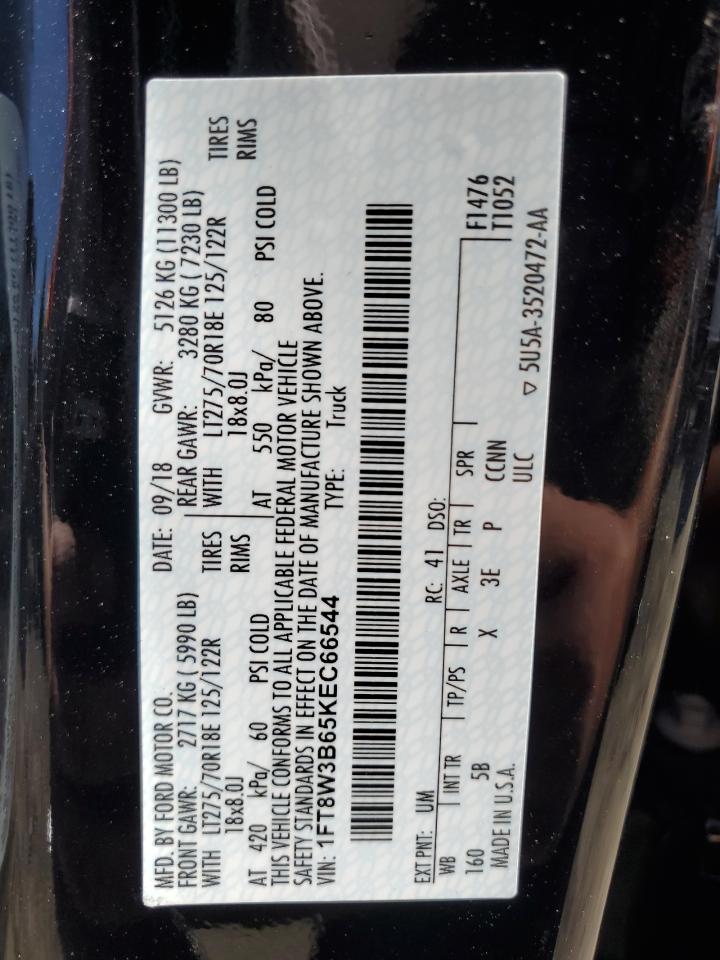 MFD. BY FORD MOTOR CO.
DATE: 09/18 GVWR: 5126 KG (11300 LB)
FRONT GAWR: 2717 KG ( 5990 LB) REAR GAWR: 3280 KG ( 7230 LB)
WITH LT275/70R18E 125/122R TIRES WITH LT275/70R18E 125/122R TIRES
18x8.0J RIMS 18x8.0J RIMS
AT 420 kPa/ 60 PSI COLD AT 550 kPa/ 80 PSI COLD
THIS VEHICLE CONFORMS TO ALL APPLICABLE FEDERAL MOTOR VEHICLE
SAFETY STANDARDS IN EFFECT ON THE DATE OF MANUFACTURE SHOWN ABOVE.
VIN: 1FT8W3B65KEC66544 TYPE: Truck
EXT PNT: UM RC: 41 DSO:
WB INT TR TP/PS R AXLE TR SPR F1476
160 5B X 3E P CCNN T1052
MADE IN U.S.A. ULC
▽ 5U5A-3520472-AA